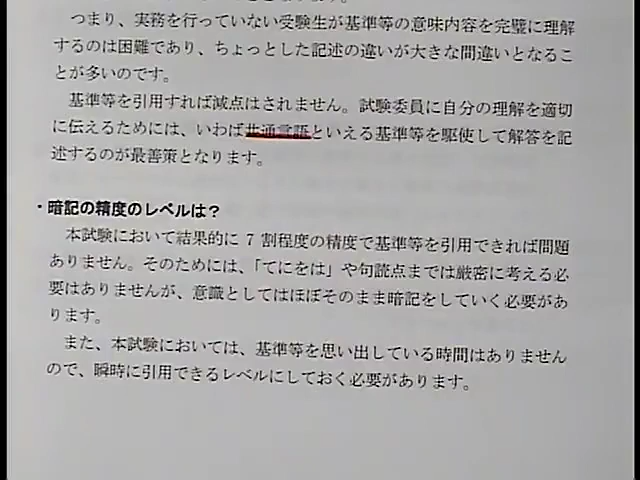 つまり、実務を行っていない受験生が基準等の意味内容を完璧に理解
するのは困難であり、ちょっとした記述の違いが大きな間違いとなるこ
とが多いのです。
基準等を引用すれば減点はされません。試験委員に自分の理解を適切
に伝えるためには、いわば共通言語といえる基準等を駆使して解答を記
述するのが最善策となります。
・暗記の精度のレベルは？
本試験において結果的に 7 割程度の精度で基準等を引用できれば問題
ありません。そのためには、「てにをは」や句読点までは厳密に考える必
要はありませんが、意識としてはほぼそのまま暗記をしていく必要があ
ります。
また、本試験においては、基準等を思い出している時間はありません
ので、瞬時に引用できるレベルにしておく必要があります。